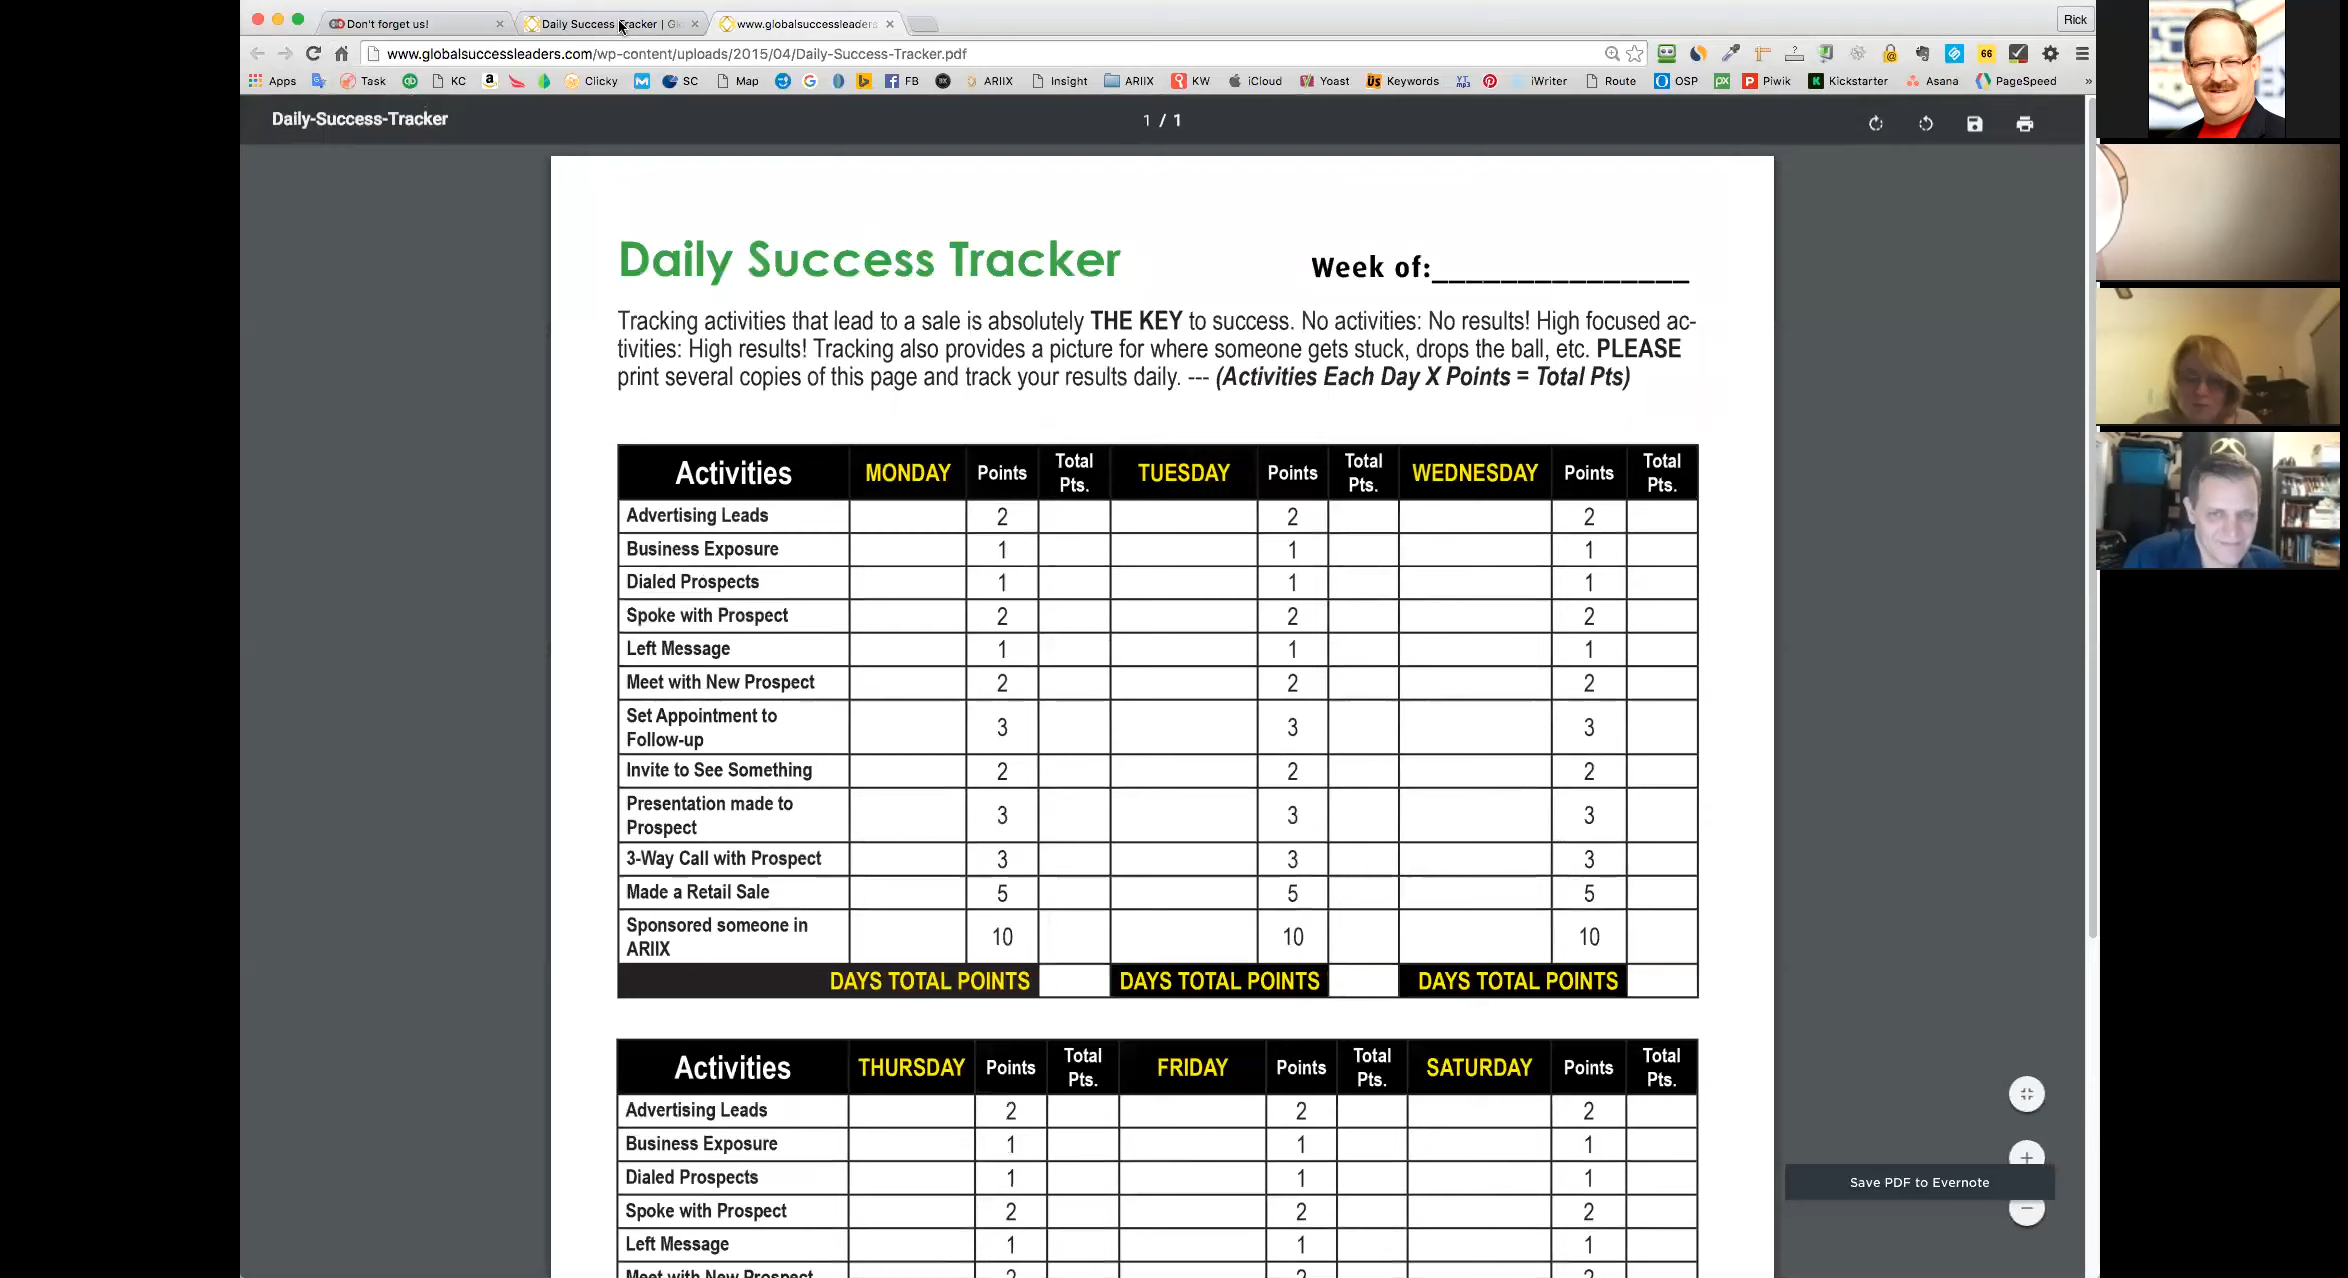 Don't forget us!
Daily Success Tracker | Gl
www.globalsuccessleaders
Rick
www.globalsuccessleaders.com/wp-content/uploads/2015/04/Daily-Success-Tracker.pdf
66
Apps Task KC Clicky SC Map FB ARIIX Insight ARIIX KW iCloud Yoast Keywords iWriter Route OSP Piwik Kickstarter Asana PageSpeed »
Daily-Success-Tracker
1 / 1
Daily Success Tracker
Week of:_______________
Tracking activities that lead to a sale is absolutely THE KEY to success. No activities: No results! High focused ac-
tivities: High results! Tracking also provides a picture for where someone gets stuck, drops the ball, etc. PLEASE
print several copies of this page and track your results daily. --- (Activities Each Day X Points = Total Pts)
Activities MONDAY Points Total Pts. TUESDAY Points Total Pts. WEDNESDAY Points Total Pts.
Advertising Leads 2 2 2
Business Exposure 1 1 1
Dialed Prospects 1 1 1
Spoke with Prospect 2 2 2
Left Message 1 1 1
Meet with New Prospect 2 2 2
Set Appointment to
Follow-up 3 3 3
Invite to See Something 2 2 2
Presentation made to
Prospect 3 3 3
3-Way Call with Prospect 3 3 3
Made a Retail Sale 5 5 5
Sponsored someone in
ARIIX 10 10 10
DAYS TOTAL POINTS DAYS TOTAL POINTS DAYS TOTAL POINTS
Activities THURSDAY Points Total Pts. FRIDAY Points Total Pts. SATURDAY Points Total Pts.
Advertising Leads 2 2 2
Business Exposure 1 1 1
Dialed Prospects 1 1 1
Spoke with Prospect 2 2 2
Left Message 1 1 1
Meet with New Prospect 2 2 2
Save PDF to Evernote